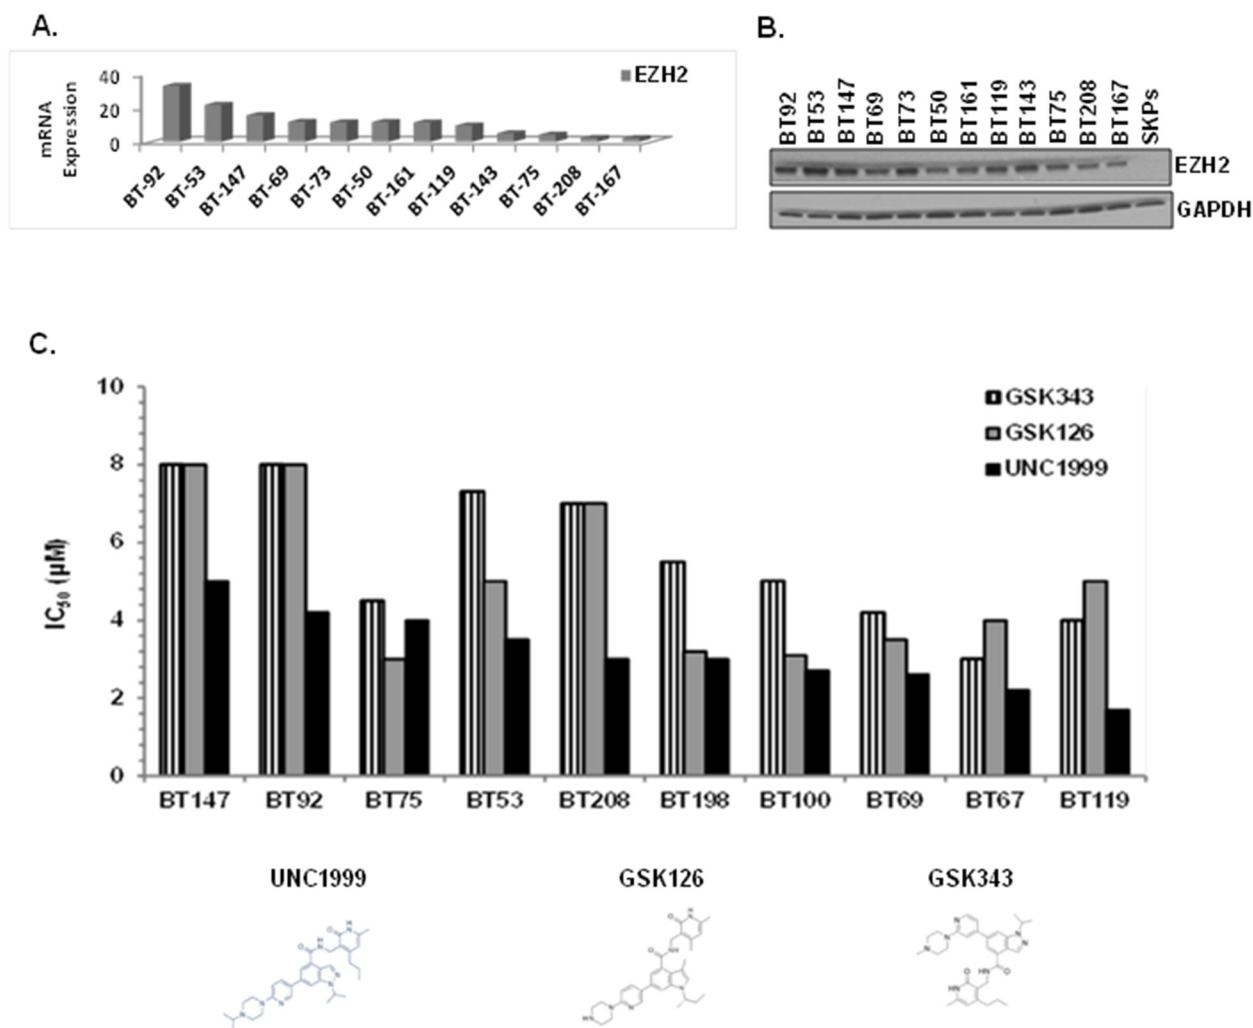 A.
40
20
0
mRNA
Expression
EZH2
BT-92
BT-53
BT-147
BT-69
BT-73
BT-50
BT-161
BT-119
BT-143
BT-75
BT-208
BT-167
B.
BT92
BT53
BT147
BT69
BT73
BT50
BT161
BT119
BT143
BT75
BT208
BT167
SKPs
EZH2
GAPDH
C.
10
8
6
4
2
0
IC50 (μM)
GSK343
GSK126
UNC1999
BT147 BT92 BT75 BT53 BT208 BT198 BT100 BT69 BT67 BT119
UNC1999 GSK126 GSK343